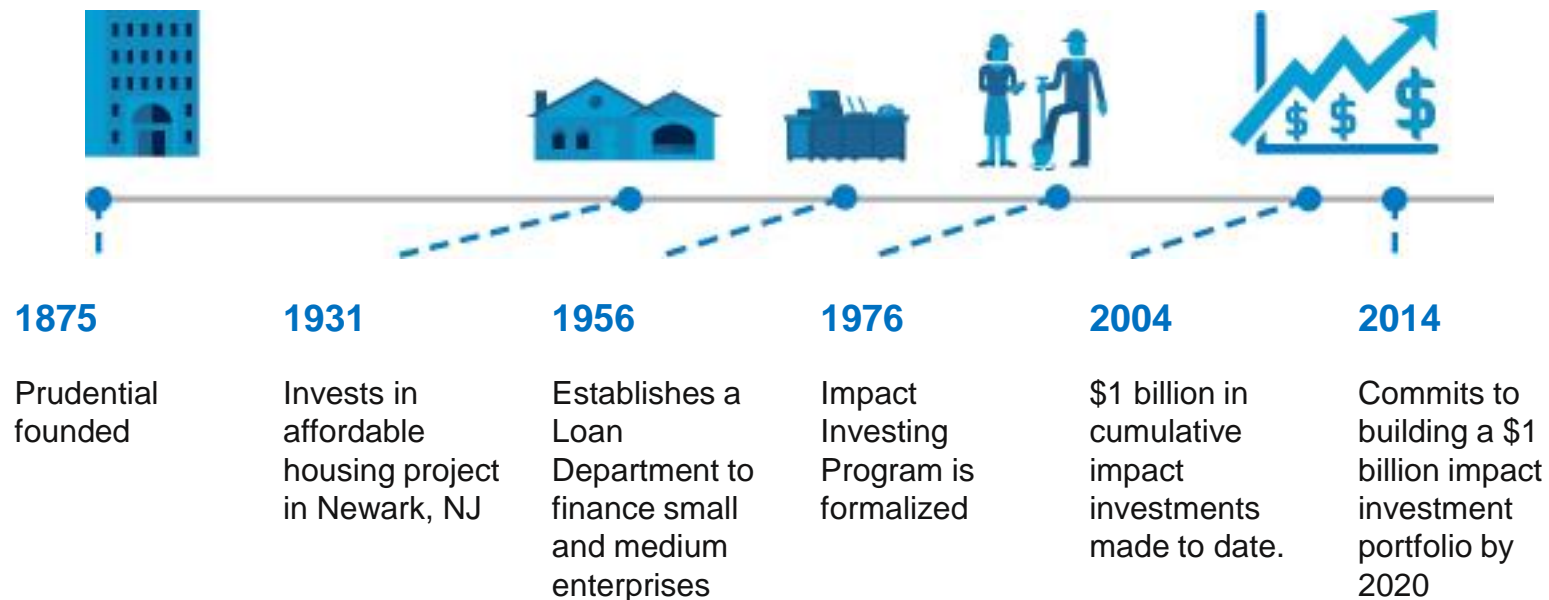 $ $ $
1875
Prudential
founded
1931
Invests in
affordable
housing project
in Newark, NJ
1956
Establishes a
Loan
Department to
finance small
and medium
enterprises
1976
Impact
Investing
Program is
formalized
2004
$1 billion in
cumulative
impact
investments
made to date.
2014
Commits to
building a $1
billion impact
investment
portfolio by
2020